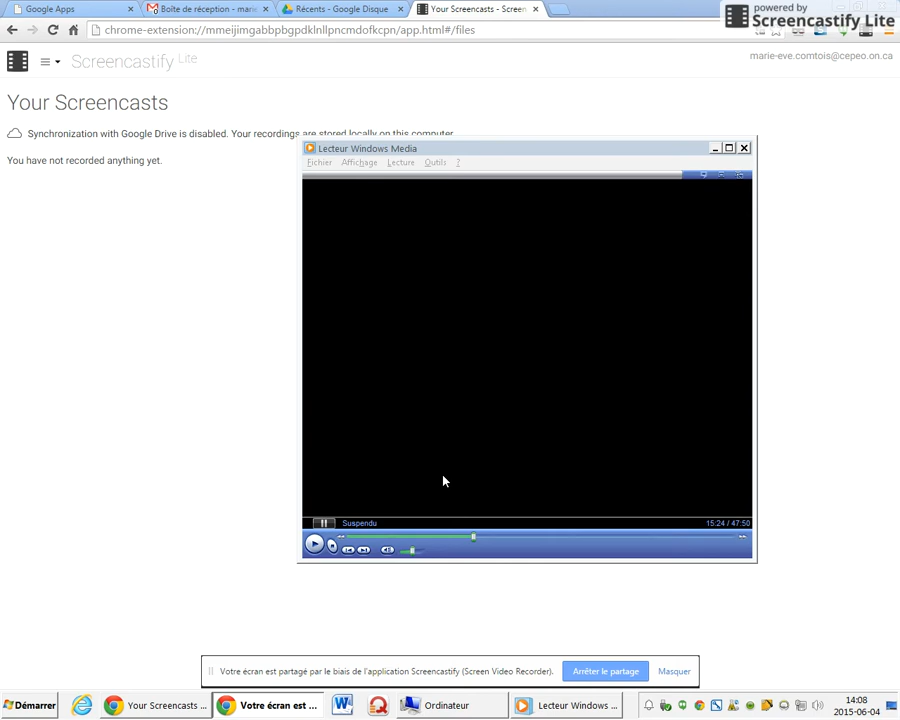 Google Apps
Boîte de réception - marie
Récents - Google Disque
Your Screencasts - Screen
powered by
Screencastify Lite
chrome-extension://mmeijimgabbpbgpdklnllpncmdofkcpn/app.html#/files
Screencastify Lite
marie-eve.comtois@cepeo.on.ca
Your Screencasts
Synchronization with Google Drive is disabled. Your recordings are stored locally on this computer
You have not recorded anything yet.
Lecteur Windows Media
Fichier Affichage Lecture Outils ?
Suspendu
15:24 / 47:50
Votre écran est partagé par le biais de l'application Screencastify (Screen Video Recorder).
Arrêter le partage
Masquer
Démarrer
Your Screencasts ...
Votre écran est ...
Ordinateur
Lecteur Windows ...
14:08
2015-06-04